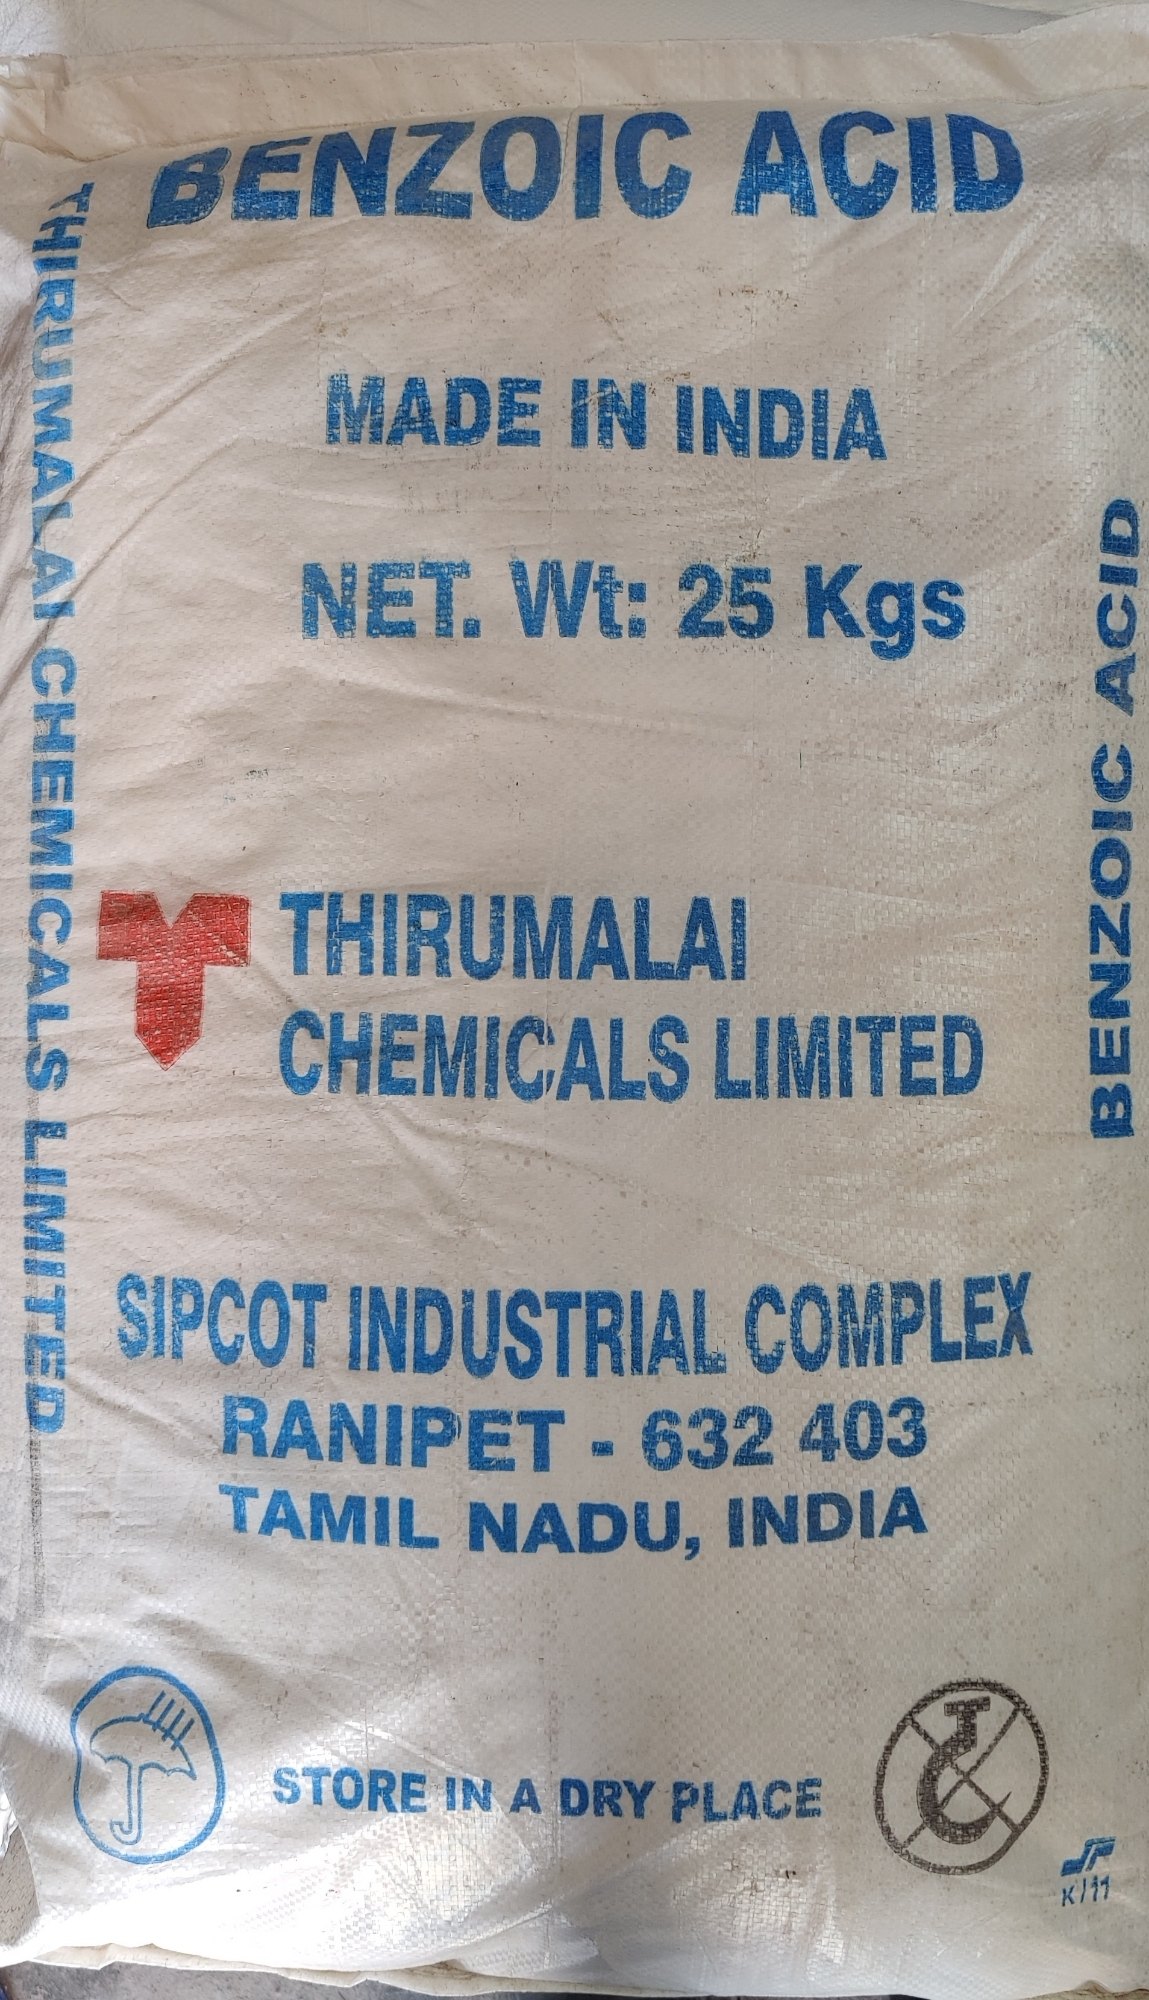 BENZOIC ACID
MADE IN INDIA
NET. Wt: 25 Kgs
THIRUMALAI
CHEMICALS LIMITED
SIPCOT INDUSTRIAL COMPLEX
RANIPET - 632 403
TAMIL NADU, INDIA
STORE IN A DRY PLACE
THIRUMALAI CHEMICALS LIMITED
BENZOIC ACID
K/11